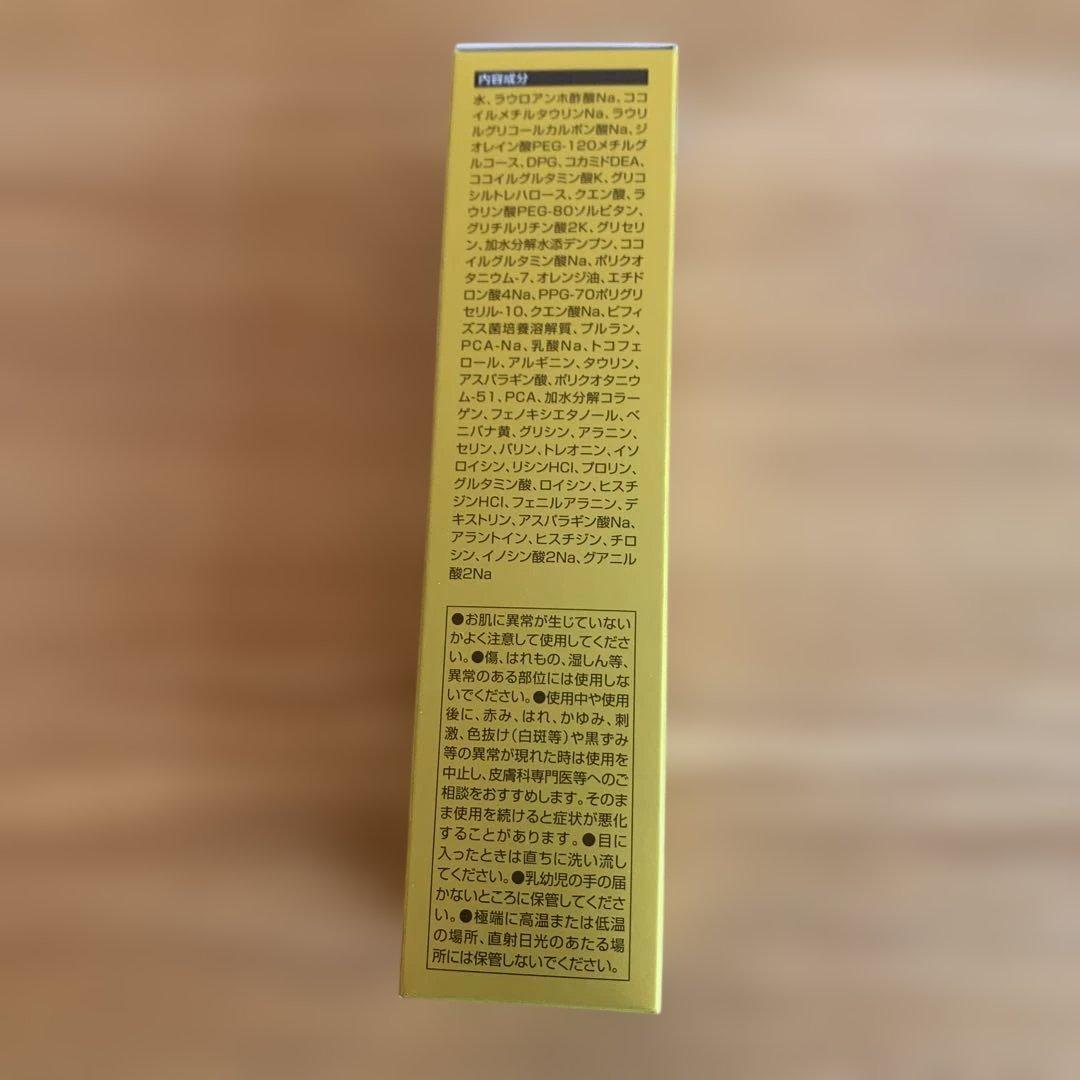 内容成分
水、ラウロアンホ酢酸Na、ココ
イルメチルタウリンNa、ラウリ
ルグリコールカルボン酸Na、ジ
オレイン酸PEG-120メチルグ
ルコース、DPG、コカミドDEA、
ココイルグルタミン酸K、グリコ
シルトレハロース、クエン酸、ラ
ウリン酸PEG-80ソルビタン、
グリチルリチン酸2K、グリセリ
ン、加水分解水添デンプン、ココ
イルグルタミン酸Na、ポリクオ
タニウム-7、オレンジ油、エチド
ロン酸4Na、PPG-70ポリグリ
セリル-10、クエン酸Na、ビフィ
ズス菌培養溶解質、プルラン、
PCA-Na、乳酸Na、トコフェ
ロール、アルギニン、タウリン、
アスパラギン酸、ポリクオタニウ
ム-51、PCA、加水分解コラー
ゲン、フェノキシエタノール、ベ
ニバナ黄、グリシン、アラニン、
セリン、バリン、トレオニン、イソ
ロイシン、リシンHCl、プロリン、
グルタミン酸、ロイシン、ヒスチ
ジンHCl、フェニルアラニン、デ
キストリン、アスパラギン酸Na、
アラントイン、ヒスチジン、チロ
シン、イノシン酸2Na、グアニル
酸2Na
●お肌に異常が生じていない
かよく注意して使用してくださ
い。●傷、はれもの、湿しん等、
異常のある部位には使用しな
いでください。●使用中や使用
後に、赤み、はれ、かゆみ、刺
激、色抜け(白斑等)や黒ずみ
等の異常が現れた時は使用を
中止し、皮膚科専門医等へのご
相談をおすすめします。そのま
ま使用を続けると症状が悪化
することがあります。●目に
入ったときは直ちに洗い流し
てください。●乳幼児の手の届
かないところに保管してくださ
い。●極端に高温または低温
の場所、直射日光のあたる場
所には保管しないでください。